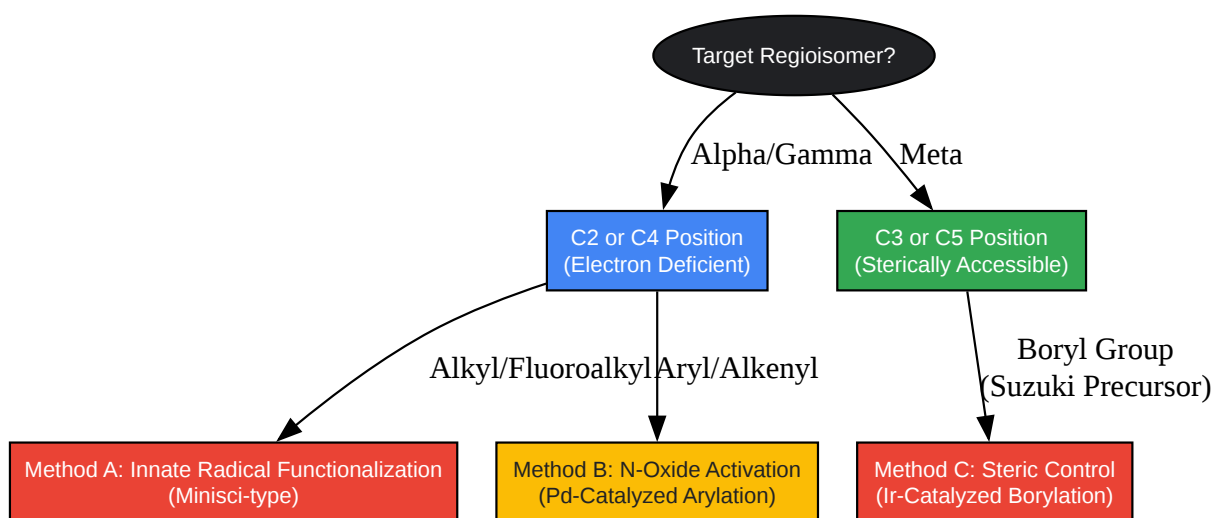 Target Regioisomer?
Alpha/Gamma
Meta
C2 or C4 Position
(Electron Deficient)
C3 or C5 Position
(Sterically Accessible)
Alkyl/Fluoroalkyl
Aryl/Alkenyl
Boryl Group
(Suzuki Precursor)
Method A: Innate Radical Functionalization
(Minisci-type)
Method B: N-Oxide Activation
(Pd-Catalyzed Arylation)
Method C: Steric Control
(Ir-Catalyzed Borylation)